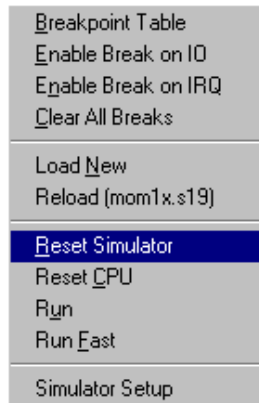 Breakpoint Table
Enable Break on IO
Enable Break on IRQ
Clear All Breaks
Load New
Reload (mom1x.s19)
Reset Simulator
Reset CPU
Run
Run Fast
Simulator Setup